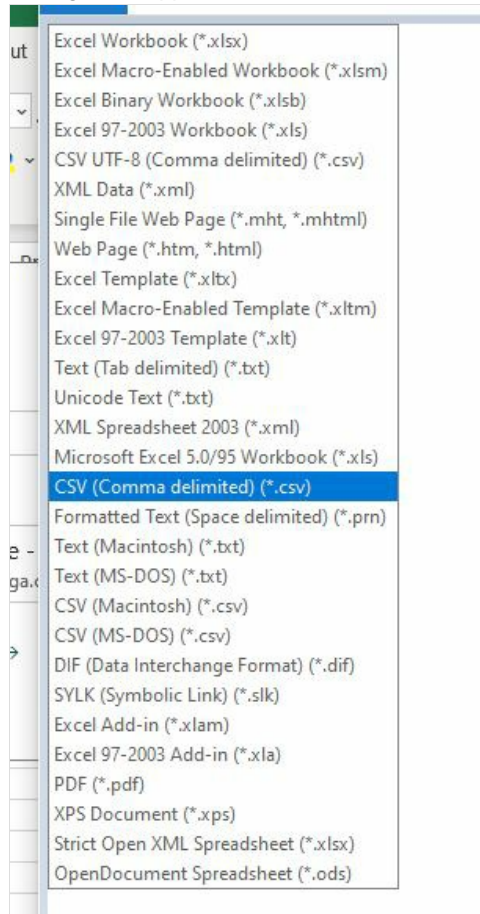 Excel Workbook (*.xlsx)
ut
Excel Macro-Enabled Workbook (*.xlsm)
Excel Binary Workbook (*.xlsb)
Excel 97-2003 Workbook (*.xls)
CSV UTF-8 (Comma delimited) (*.csv)
XML Data (*.xml)
Single File Web Page (*.mht, *.mhtml)
Web Page (*.htm, *.html)
Excel Template (*.xltx)
Excel Macro-Enabled Template (*.xltm)
Excel 97-2003 Template (*.xlt)
Text (Tab delimited) (*.txt)
Unicode Text (*.txt)
XML Spreadsheet 2003 (*.xml)
Microsoft Excel 5.0/95 Workbook (*.xls)
CSV (Comma delimited) (*.csv)
Formatted Text (Space delimited) (*.prn)
e -
Text (Macintosh) (*.txt)
ga.c
Text (MS-DOS) (*.txt)
CSV (Macintosh) (*.csv)
CSV (MS-DOS) (*.csv)
DIF (Data Interchange Format) (*.dif)
SYLK (Symbolic Link) (*.slk)
Excel Add-in (*.xlam)
Excel 97-2003 Add-in (*.xla)
PDF (*.pdf)
XPS Document (*.xps)
Strict Open XML Spreadsheet (*.xlsx)
OpenDocument Spreadsheet (*.ods)